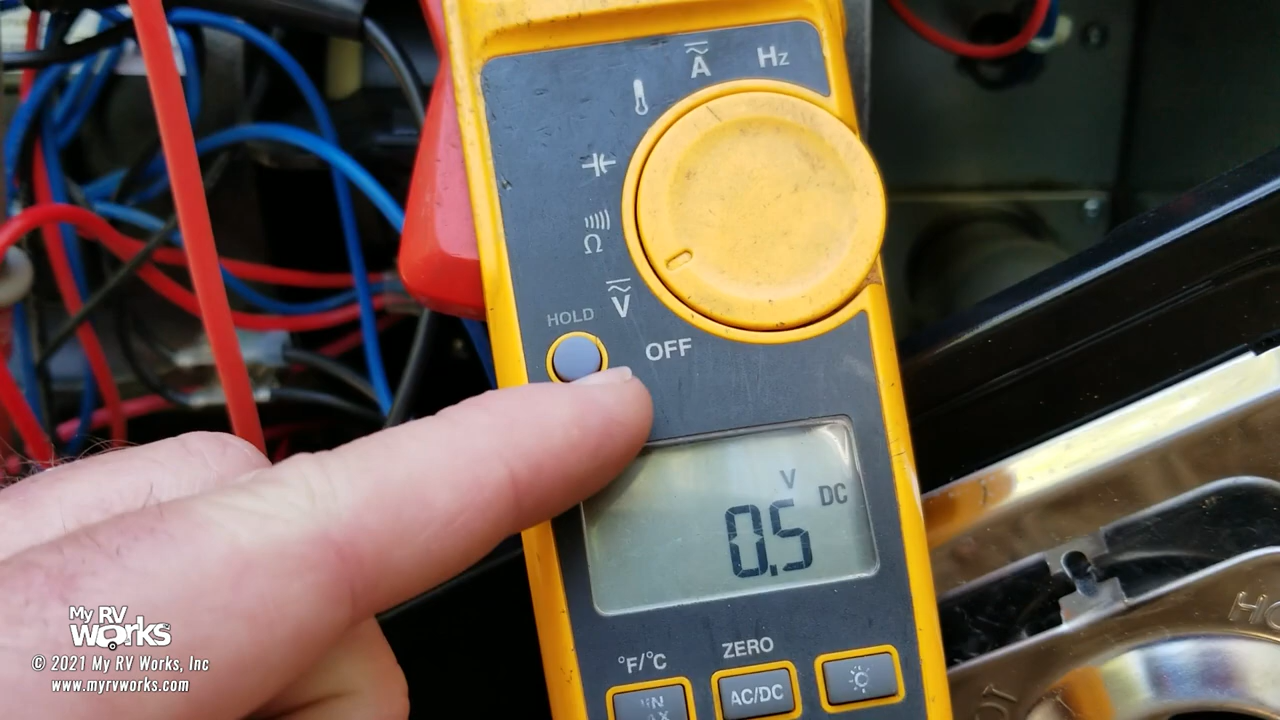 A
Hz
Ω
V
HOLD
OFF
V
DC
0.5
°F/°C
ZERO
AC/DC
My RV
works
© 2021 My RV Works, Inc
www.myrvworks.com